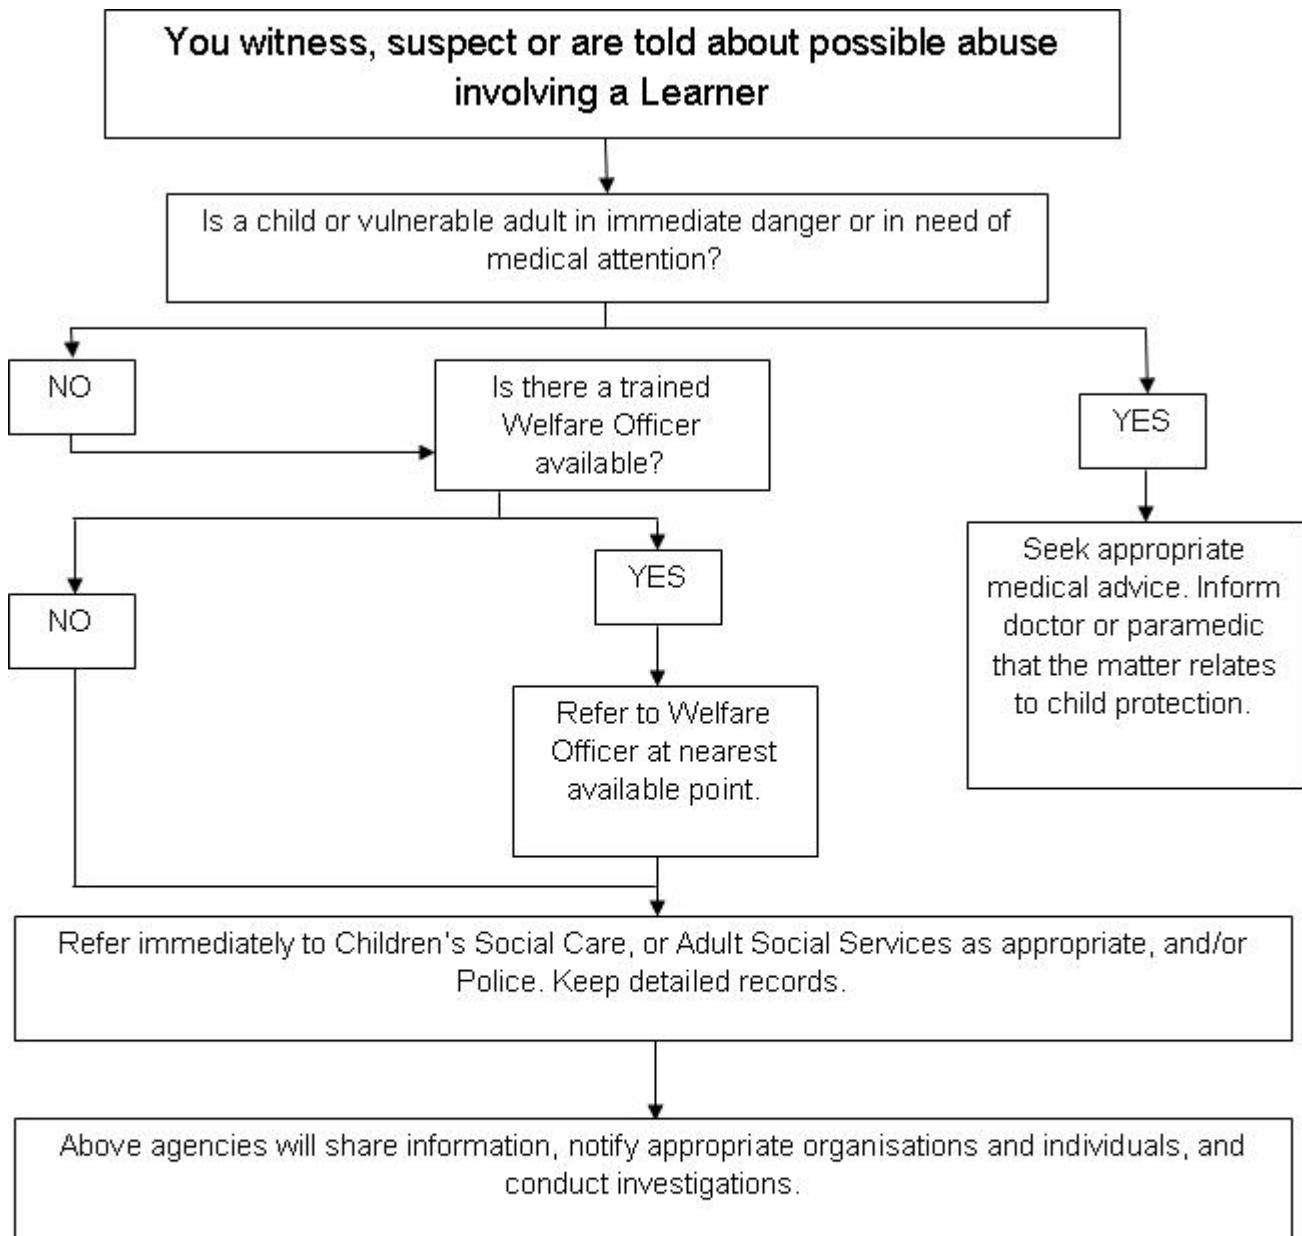 You witness, suspect or are told about possible abuse
involving a Learner
Is a child or vulnerable adult in immediate danger or in need of
medical attention?
NO
Is there a trained
Welfare Officer
available?
YES
NO
YES
Seek appropriate
medical advice. Inform
doctor or paramedic
that the matter relates
to child protection.
Refer to Welfare
Officer at nearest
available point.
Refer immediately to Children's Social Care, or Adult Social Services as appropriate, and/or
Police. Keep detailed records.
Above agencies will share information, notify appropriate organisations and individuals, and
conduct investigations.